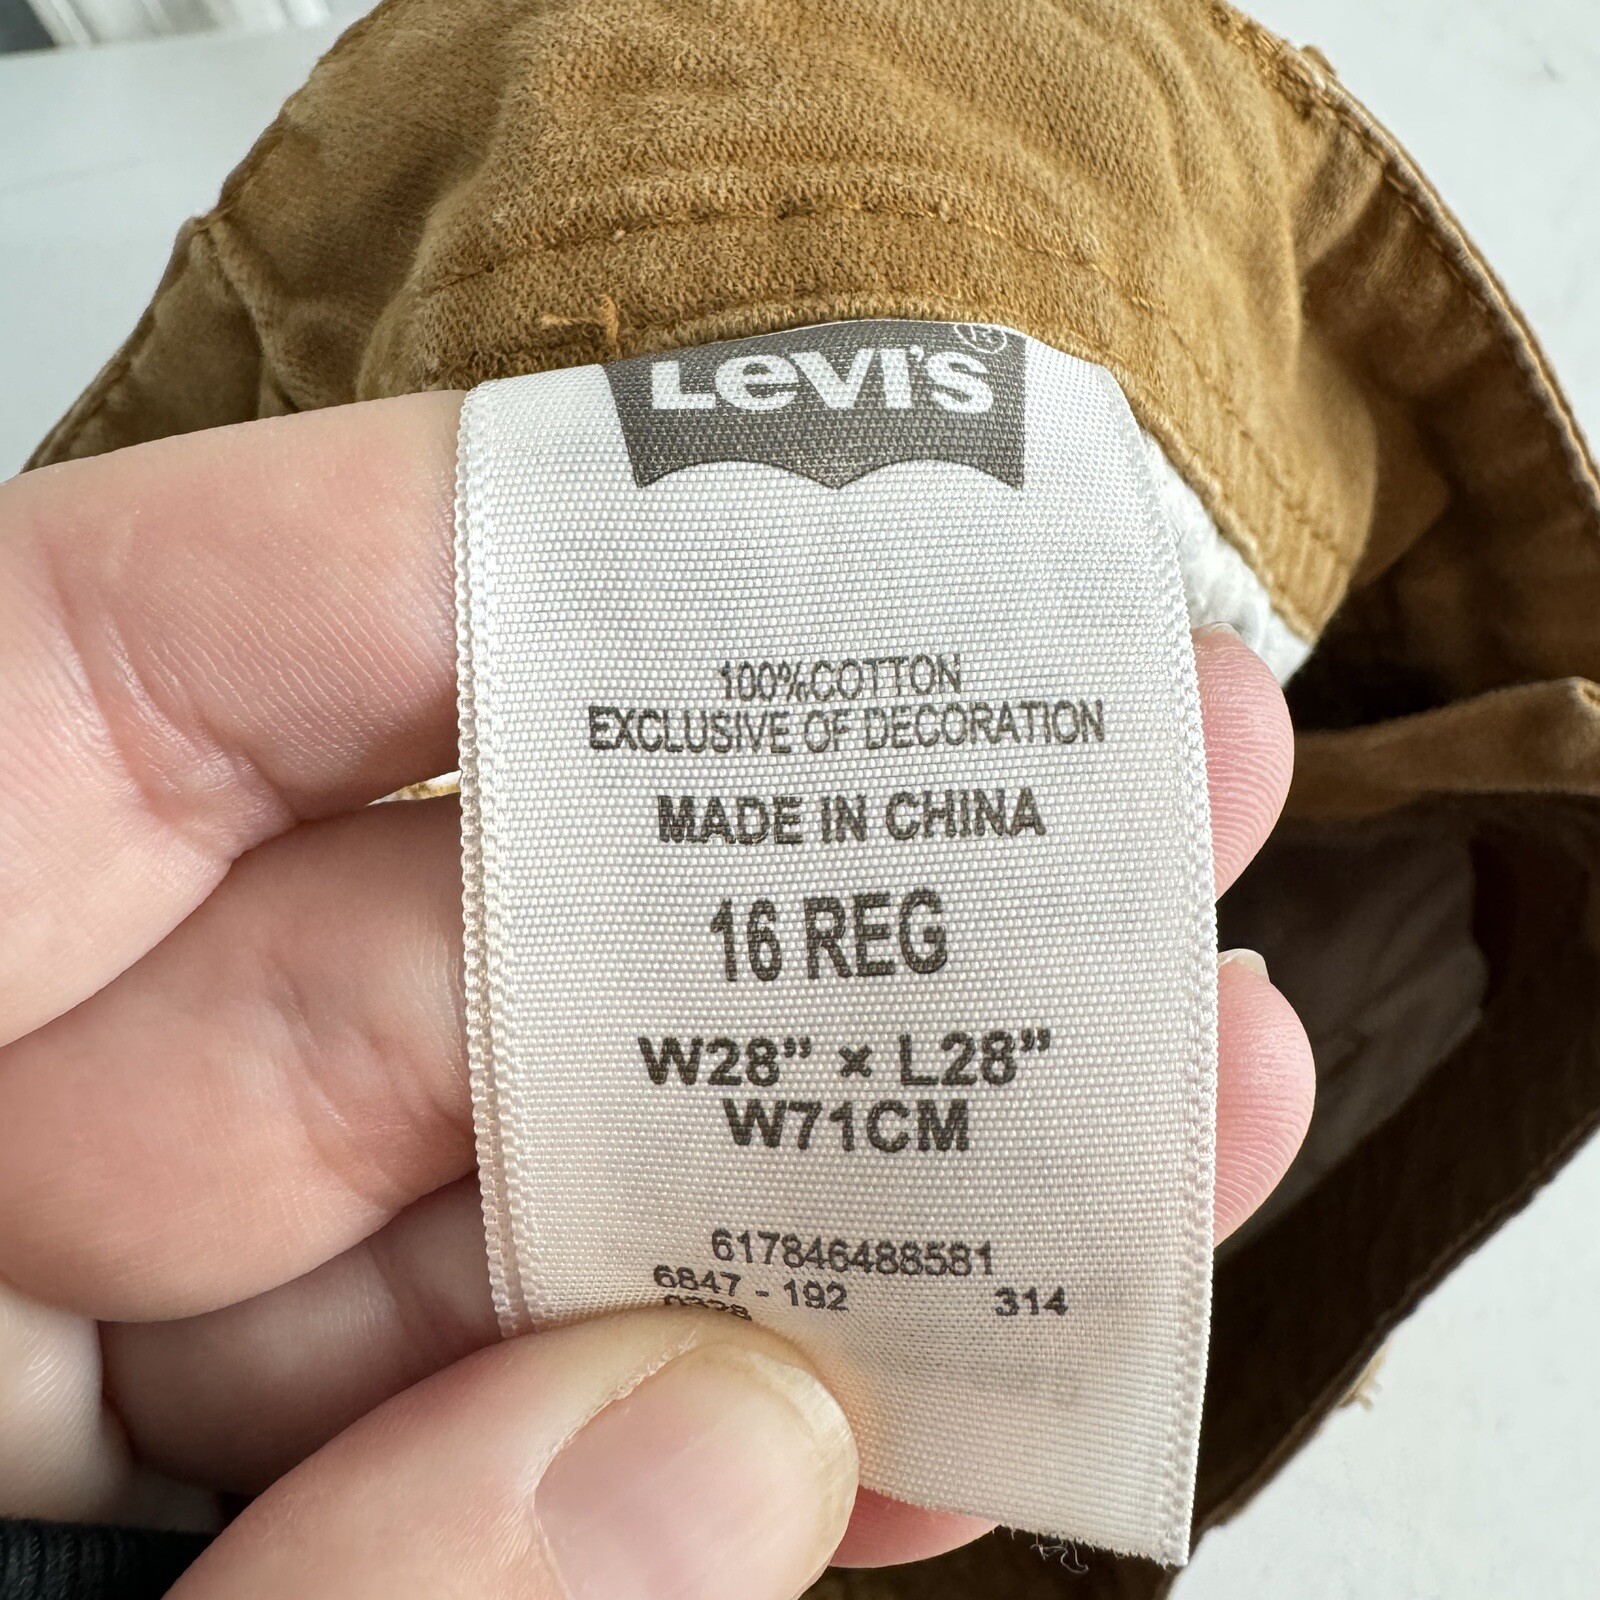 Levi's®
100%COTTON
EXCLUSIVE OF DECORATION
MADE IN CHINA
16 REG
W28” × L28”
W71CM
617846488581
6847 - 192 314